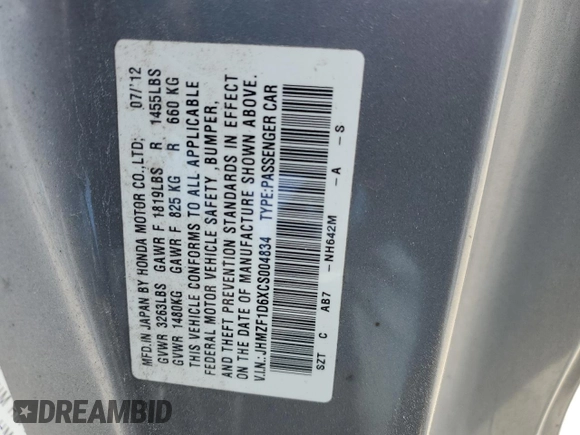 MFD.IN JAPAN BY HONDA MOTOR CO.,LTD; 07/'12
GVWR 3263LBS GAWR F 1819LBS R 1455LBS
GVWR 1480KG GAWR F 825 KG R 660 KG
THIS VEHICLE CONFORMS TO ALL APPLICABLE
FEDERAL MOTOR VEHICLE SAFETY ,BUMPER,
AND THEFT PREVENTION STANDARDS IN EFFECT
ON THE DATE OF MANUFACTURE SHOWN ABOVE.
V.I.N.:JHMZF1D6XCS004834 TYPE:PASSENGER CAR
SZT C AB7 -NH642M -A -S
DREAMBID